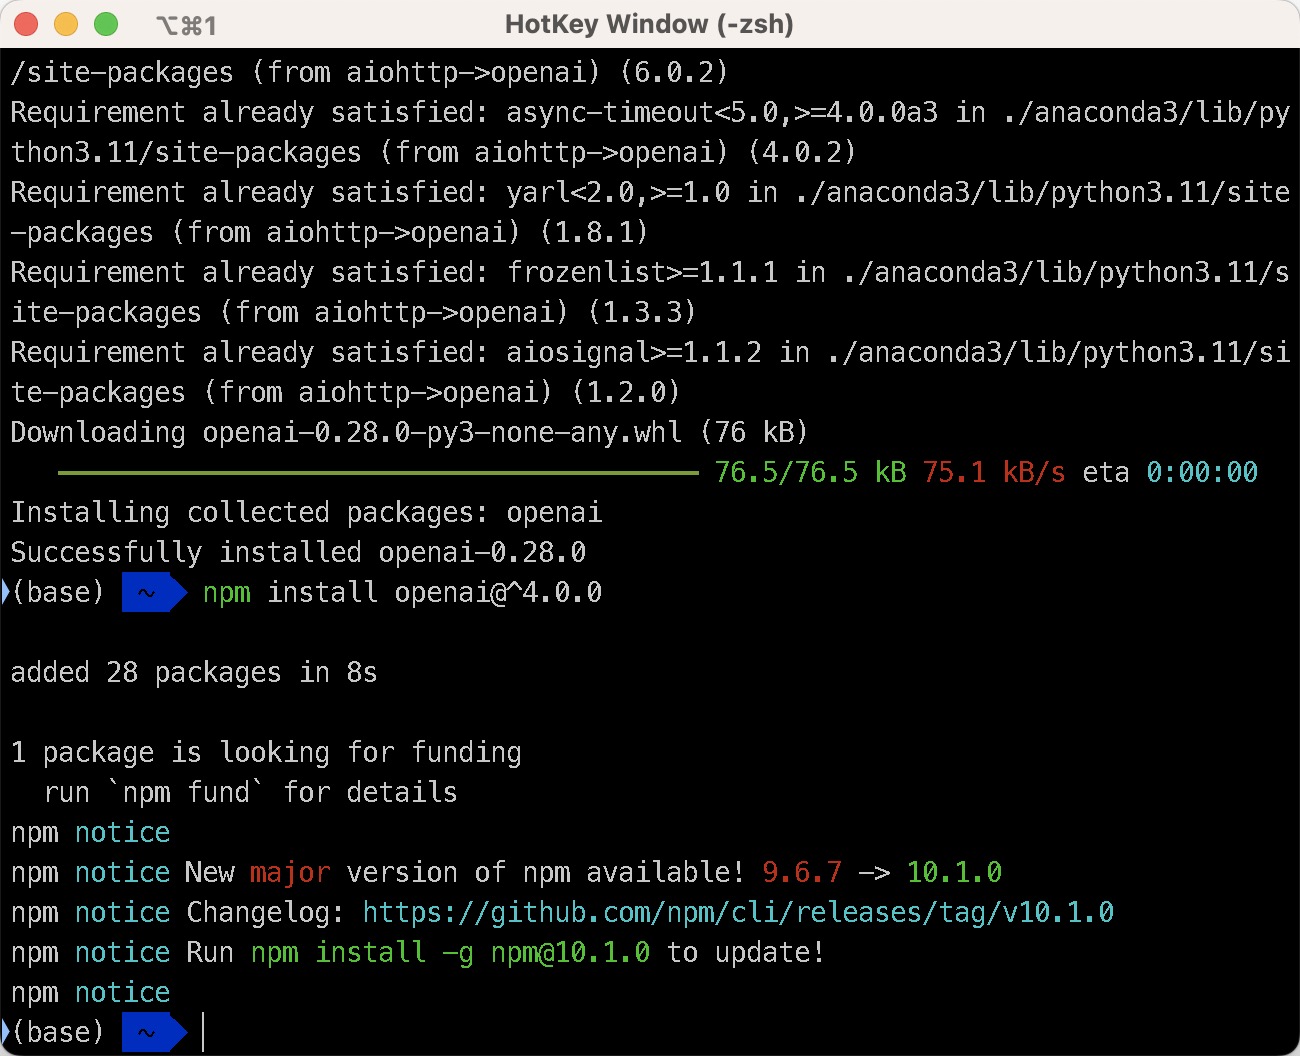 ⌥⌘1 HotKey Window (-zsh)
/site-packages (from aiohttp->openai) (6.0.2)
Requirement already satisfied: async-timeout<5.0,>=4.0.0a3 in ./anaconda3/lib/py
thon3.11/site-packages (from aiohttp->openai) (4.0.2)
Requirement already satisfied: yarl<2.0,>=1.0 in ./anaconda3/lib/python3.11/site
-packages (from aiohttp->openai) (1.8.1)
Requirement already satisfied: frozenlist>=1.1.1 in ./anaconda3/lib/python3.11/s
ite-packages (from aiohttp->openai) (1.3.3)
Requirement already satisfied: aiosignal>=1.1.2 in ./anaconda3/lib/python3.11/si
te-packages (from aiohttp->openai) (1.2.0)
Downloading openai-0.28.0-py3-none-any.whl (76 kB)
76.5/76.5 kB 75.1 kB/s eta 0:00:00
Installing collected packages: openai
Successfully installed openai-0.28.0
(base) ~ npm install openai@^4.0.0
added 28 packages in 8s
1 package is looking for funding
run `npm fund` for details
npm notice
npm notice New major version of npm available! 9.6.7 -> 10.1.0
npm notice Changelog: https://github.com/npm/cli/releases/tag/v10.1.0
npm notice Run npm install -g npm@10.1.0 to update!
npm notice
(base) ~